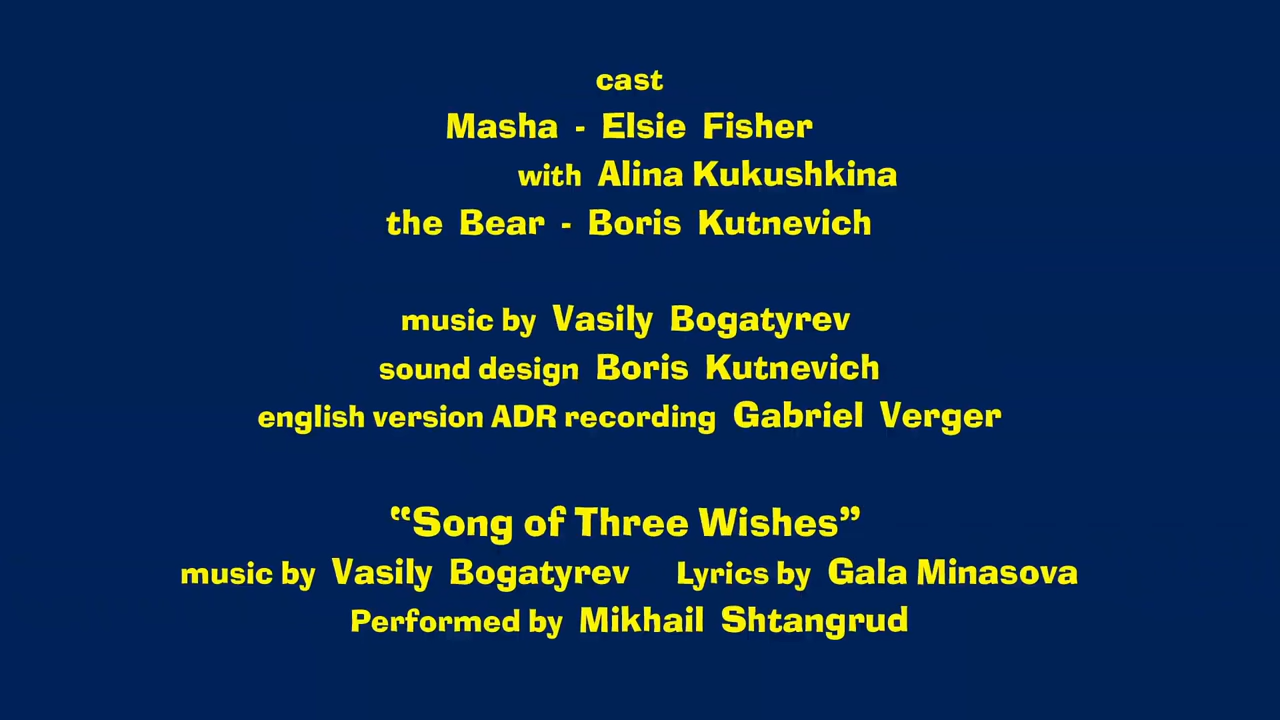 cast
Masha - Elsie Fisher
with Alina Kukushkina
the Bear - Boris Kutnevich
music by Vasily Bogatyrev
sound design Boris Kutnevich
english version ADR recording Gabriel Verger
“Song of Three Wishes”
music by Vasily Bogatyrev Lyrics by Gala Minasova
Performed by Mikhail Shtangrud